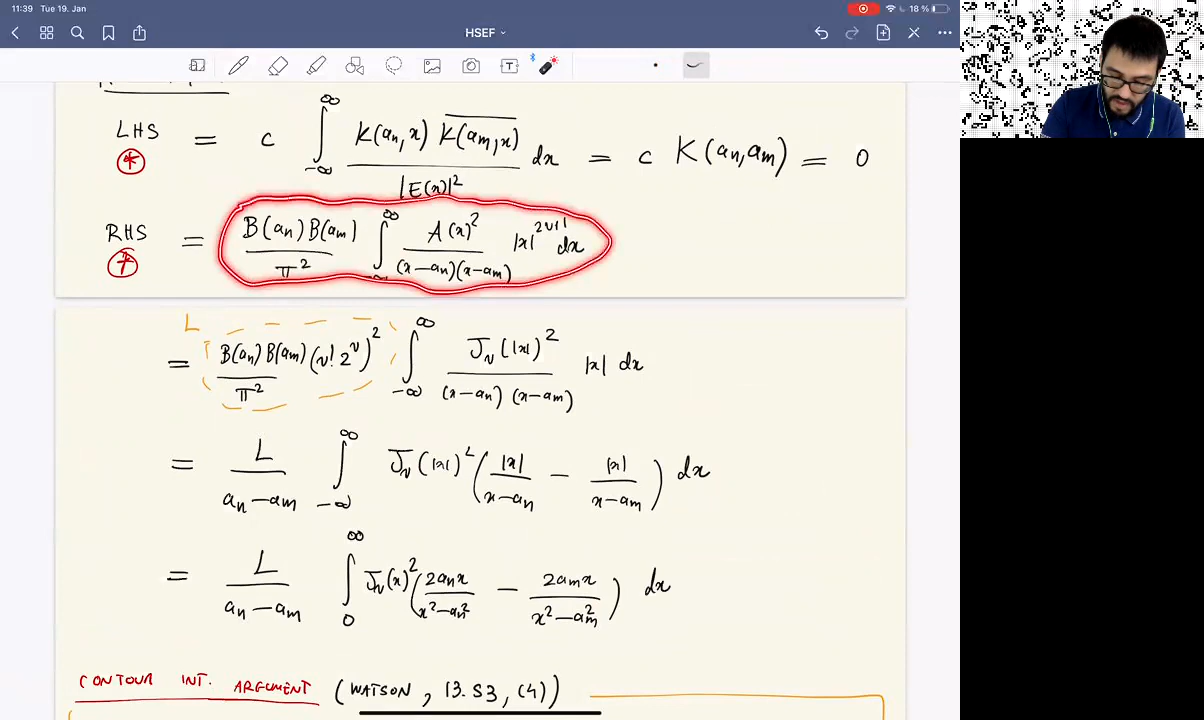 11:39 Tue 19. Jan 18 %
HSEF
LHS = c ∫_{-∞}^{∞} K(a_n, x) \overline{K(a_m, x)} / |E(x)|^2 dx = c K(a_n, a_m) = 0
(*)
RHS = B(a_n) B(a_m) / π^2 ∫^{∞} A(x)^2 / (x-a_n)(x-a_m) |x|^{2ν+1} dx
(*)
L
= B(a_n) B(a_m) / π^2 (ν! 2^ν)^2 ∫_{-∞}^{∞} J_ν(|x|)^2 / (x-a_n)(x-a_m) |x| dx
= L / a_n-a_m ∫_{-∞}^{∞} J_ν(|x|)^2 ( |x| / x-a_n − |x| / x-a_m ) dx
= L / a_n-a_m ∫_0^{∞} J_ν(x)^2 ( 2a_n x / x^2-a_n^2 − 2a_m x / x^2-a_m^2 ) dx
CONTOUR INT. ARGUMENT (WATSON, 13.53, (4))